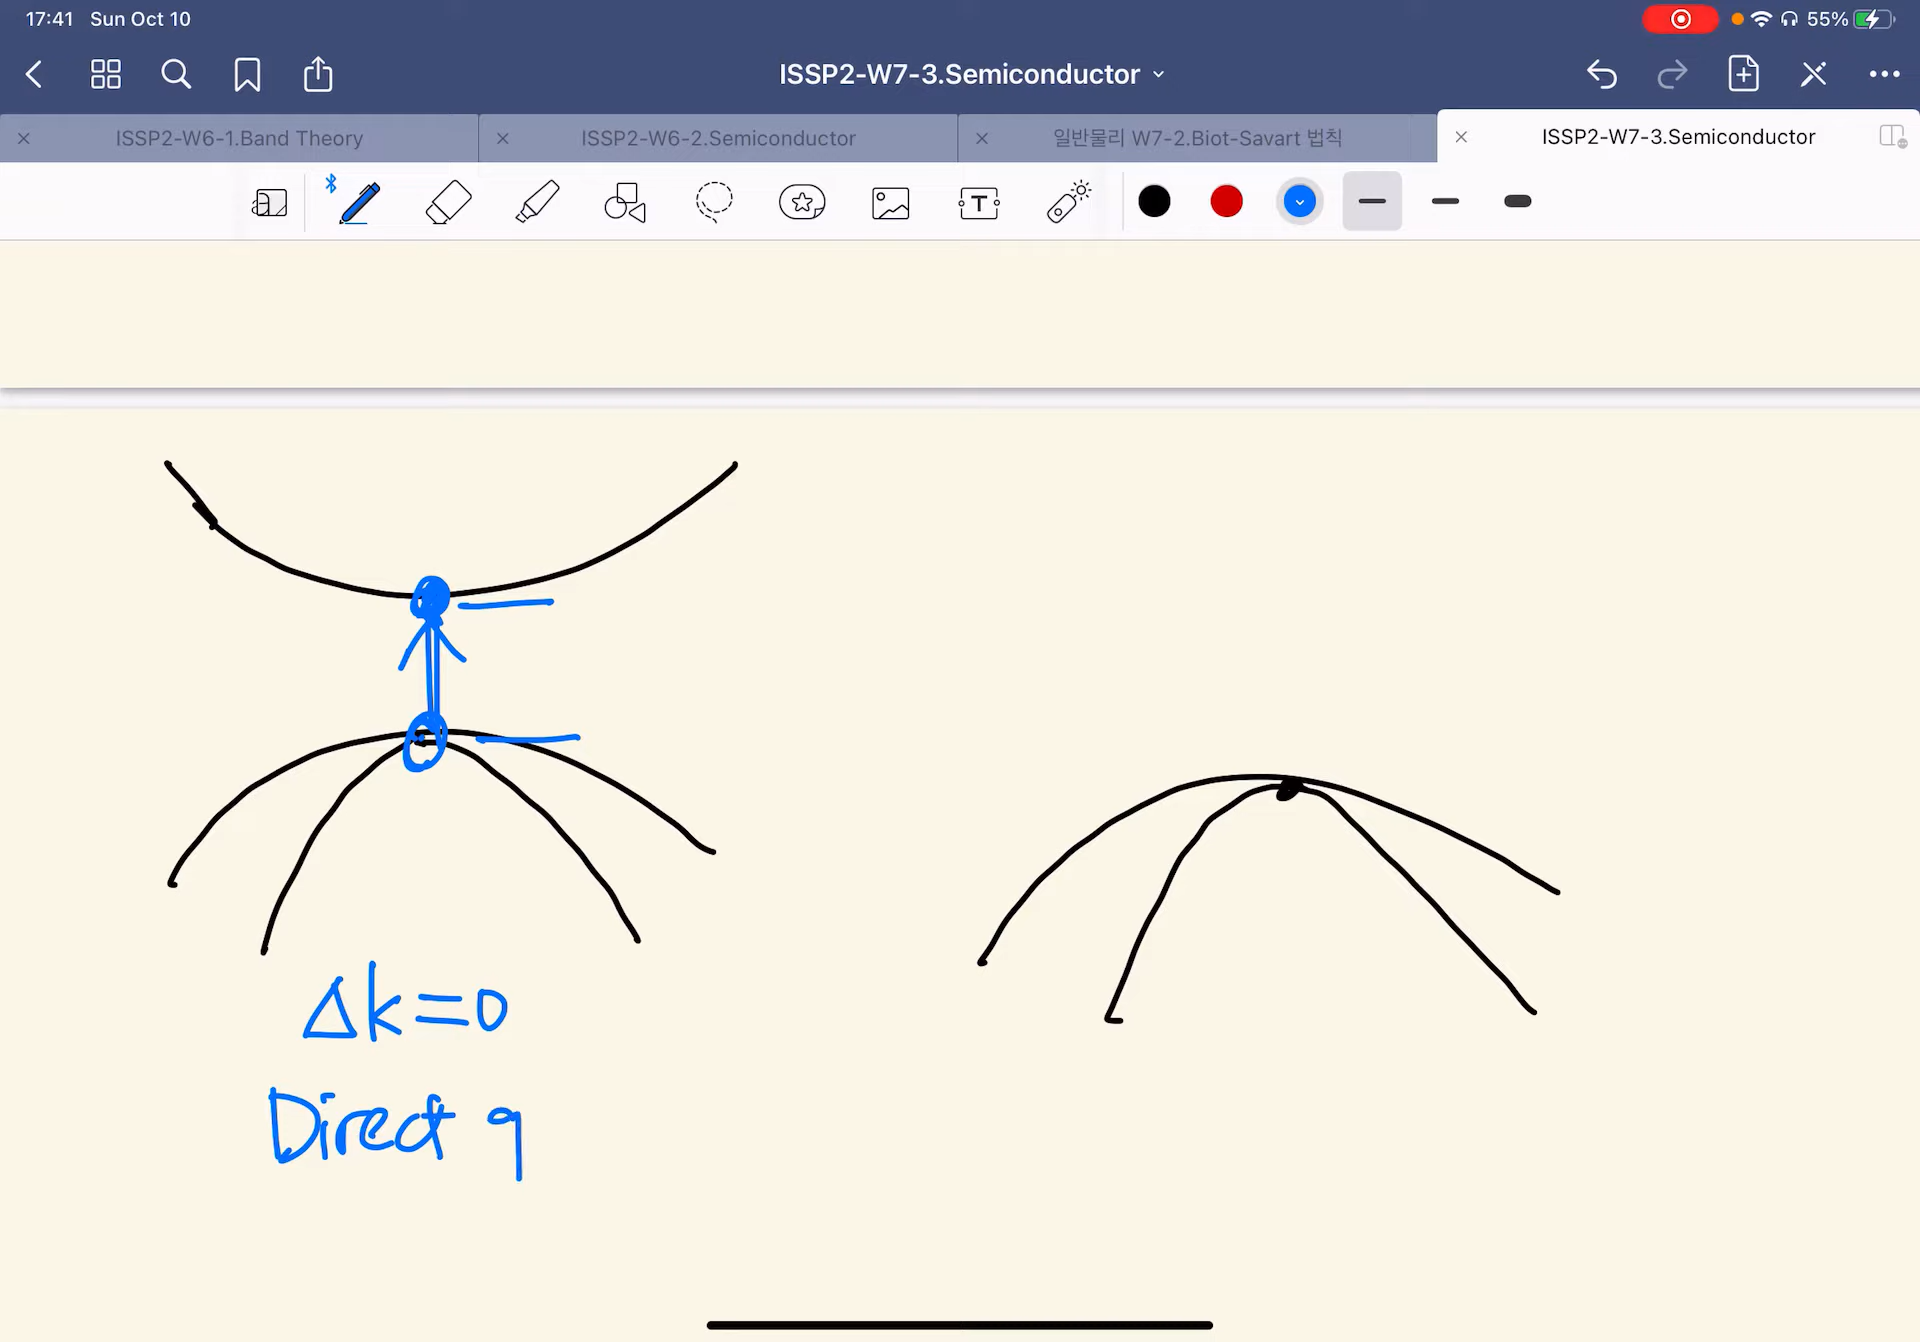 17:41 Sun Oct 10
55%
ISSP2-W7-3.Semiconductor
ISSP2-W6-1.Band Theory
ISSP2-W6-2.Semiconductor
일반물리 W7-2.Biot-Savart 법칙
ISSP2-W7-3.Semiconductor
Δk=0
Direct g